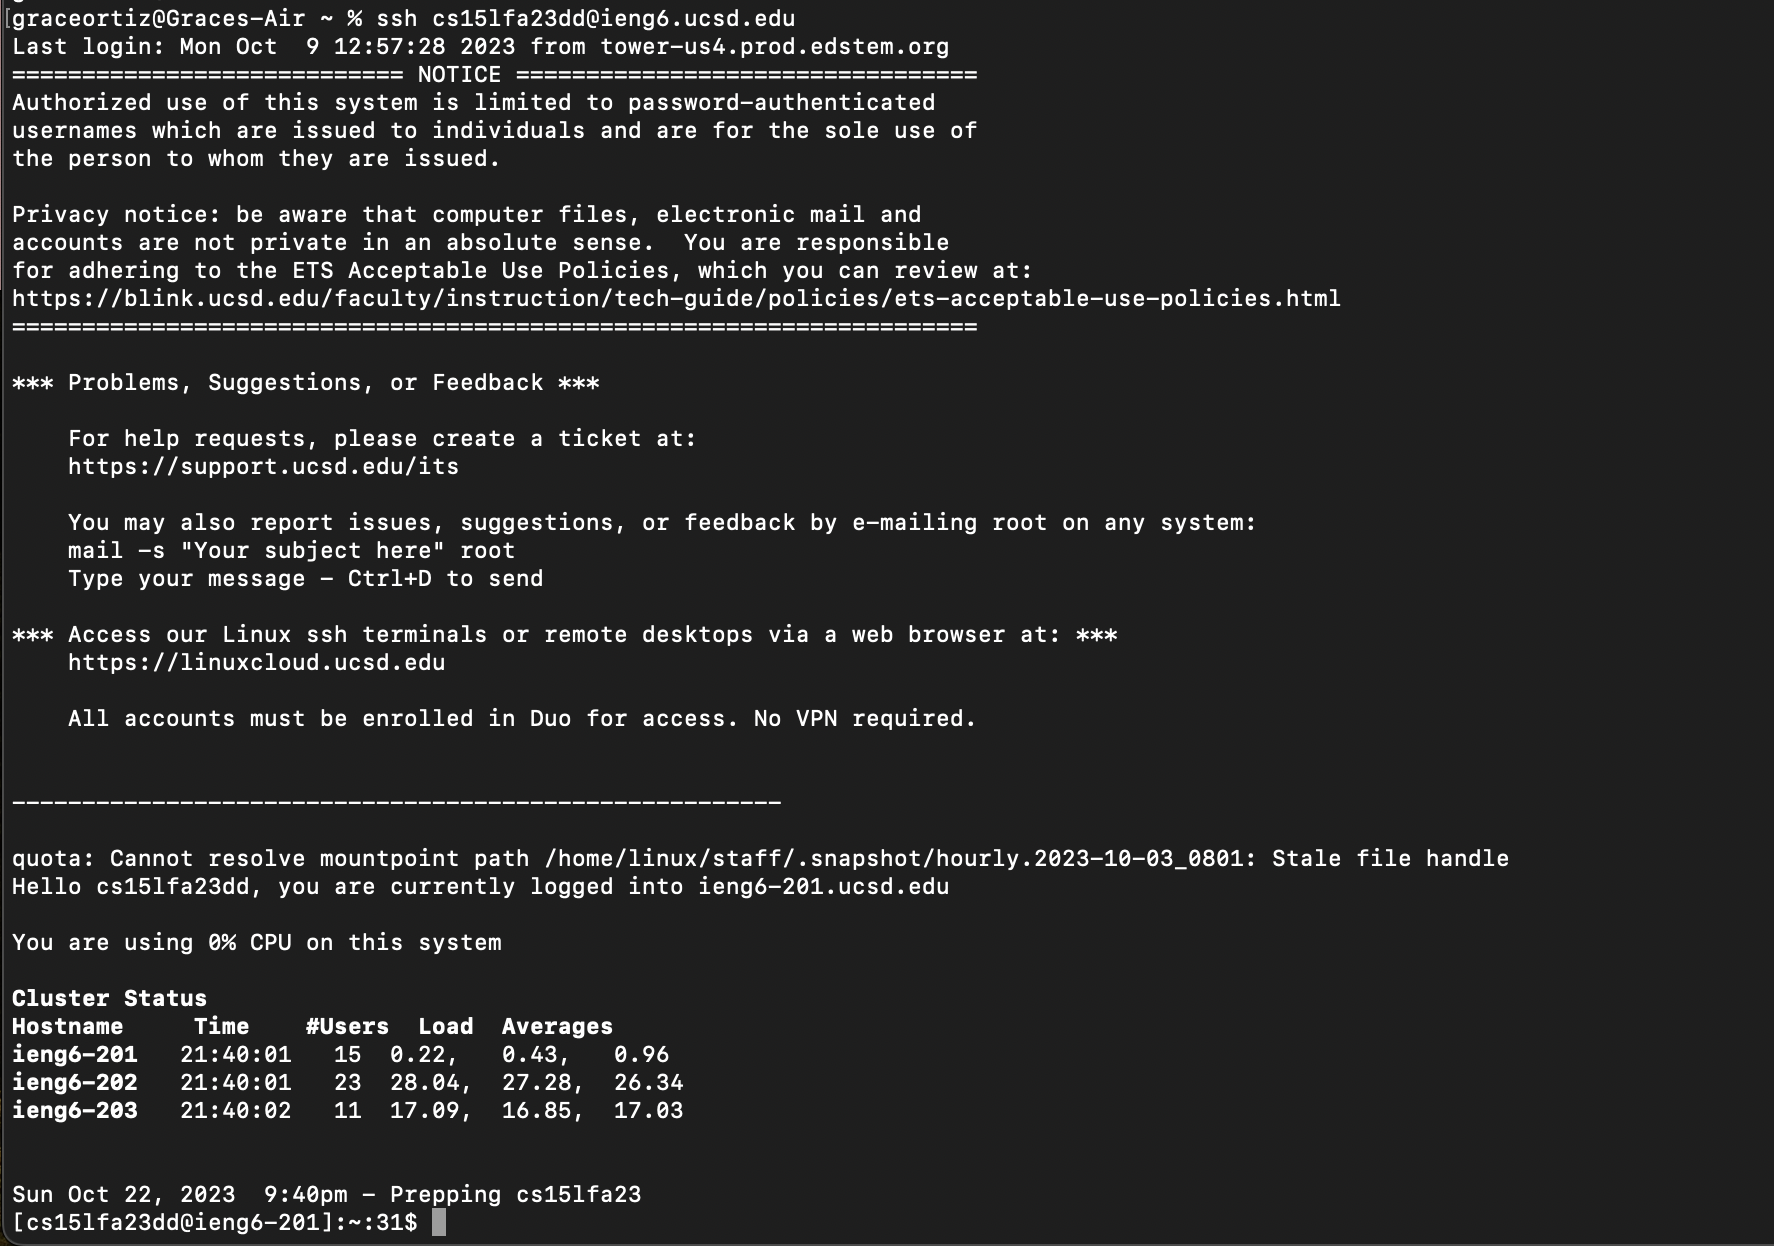 [graceortiz@Graces-Air ~ % ssh cs15lfa23dd@ieng6.ucsd.edu
Last login: Mon Oct  9 12:57:28 2023 from tower-us4.prod.edstem.org
============================ NOTICE =================================
Authorized use of this system is limited to password-authenticated
usernames which are issued to individuals and are for the sole use of
the person to whom they are issued.

Privacy notice: be aware that computer files, electronic mail and
accounts are not private in an absolute sense.  You are responsible
for adhering to the ETS Acceptable Use Policies, which you can review at:
https://blink.ucsd.edu/faculty/instruction/tech-guide/policies/ets-acceptable-use-policies.html
=====================================================================

*** Problems, Suggestions, or Feedback ***

    For help requests, please create a ticket at:
    https://support.ucsd.edu/its

    You may also report issues, suggestions, or feedback by e-mailing root on any system:
    mail -s "Your subject here" root
    Type your message - Ctrl+D to send

*** Access our Linux ssh terminals or remote desktops via a web browser at: ***
    https://linuxcloud.ucsd.edu

    All accounts must be enrolled in Duo for access. No VPN required.


-------------------------------------------------------

quota: Cannot resolve mountpoint path /home/linux/staff/.snapshot/hourly.2023-10-03_0801: Stale file handle
Hello cs15lfa23dd, you are currently logged into ieng6-201.ucsd.edu

You are using 0% CPU on this system

Cluster Status
Hostname     Time    #Users  Load  Averages
ieng6-201   21:40:01   15  0.22,   0.43,   0.96
ieng6-202   21:40:01   23  28.04,  27.28,  26.34
ieng6-203   21:40:02   11  17.09,  16.85,  17.03


Sun Oct 22, 2023  9:40pm - Prepping cs15lfa23
[cs15lfa23dd@ieng6-201]:~:31$